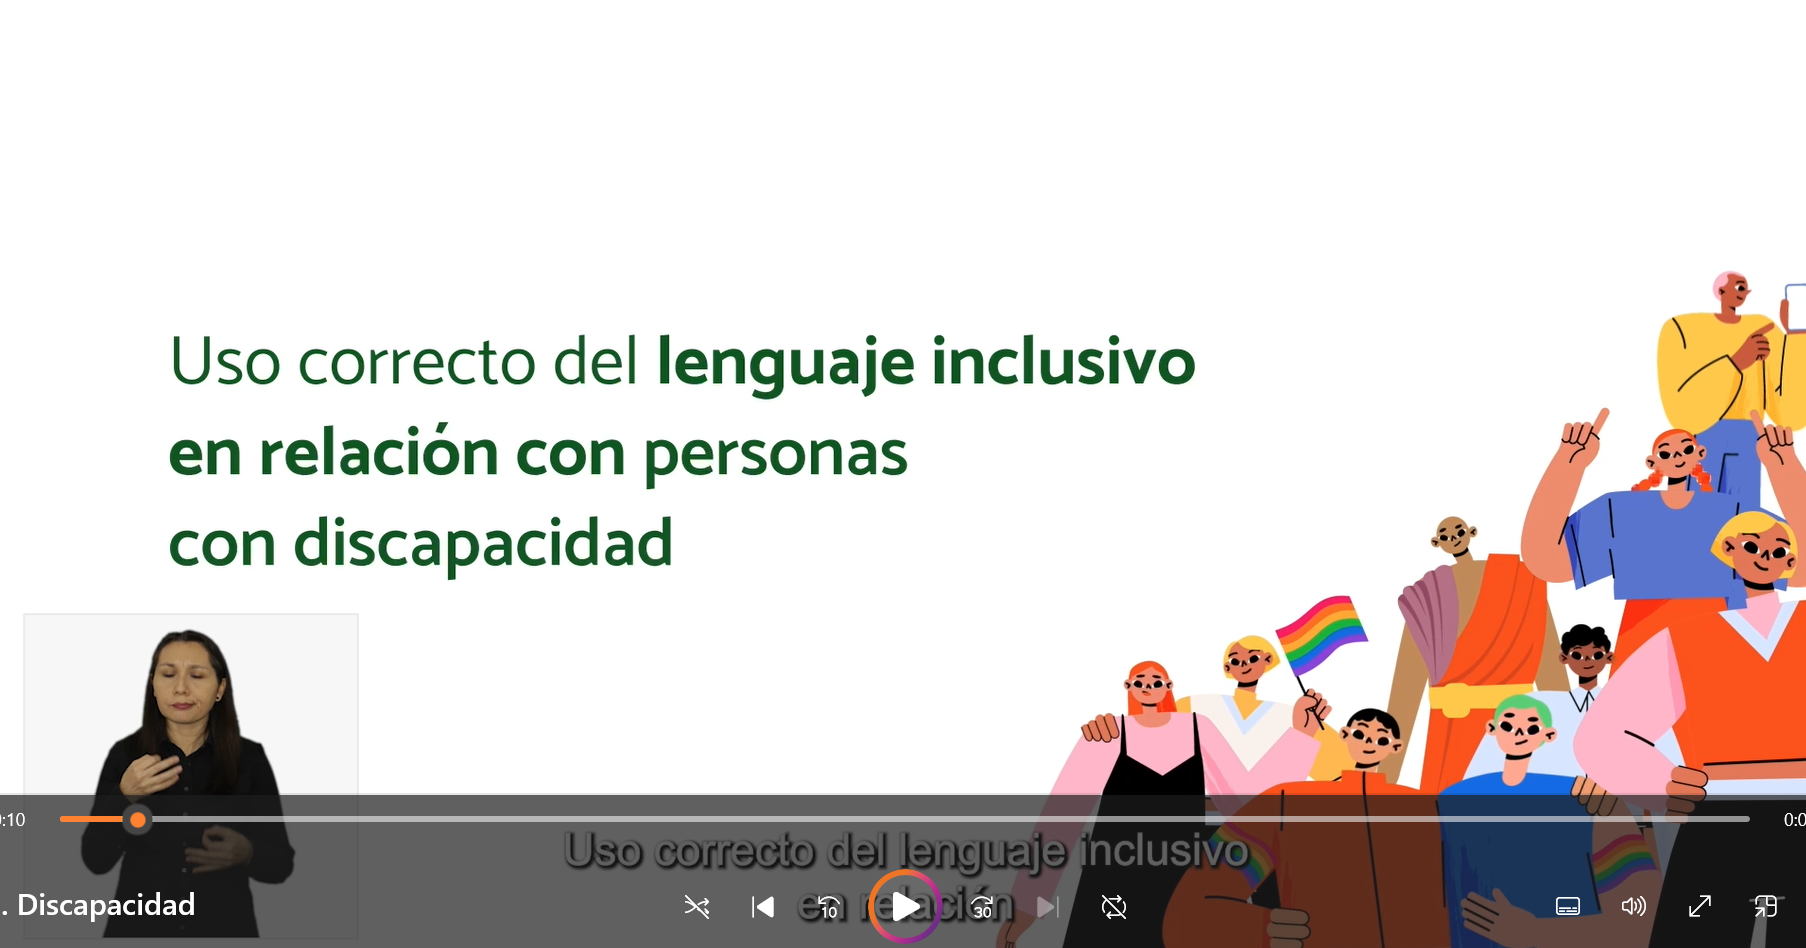 Uso correcto del lenguaje inclusivo
en relación con personas
con discapacidad
:10
0:0
Uso correcto del lenguaje inclusivo
en relación
. Discapacidad
10
30